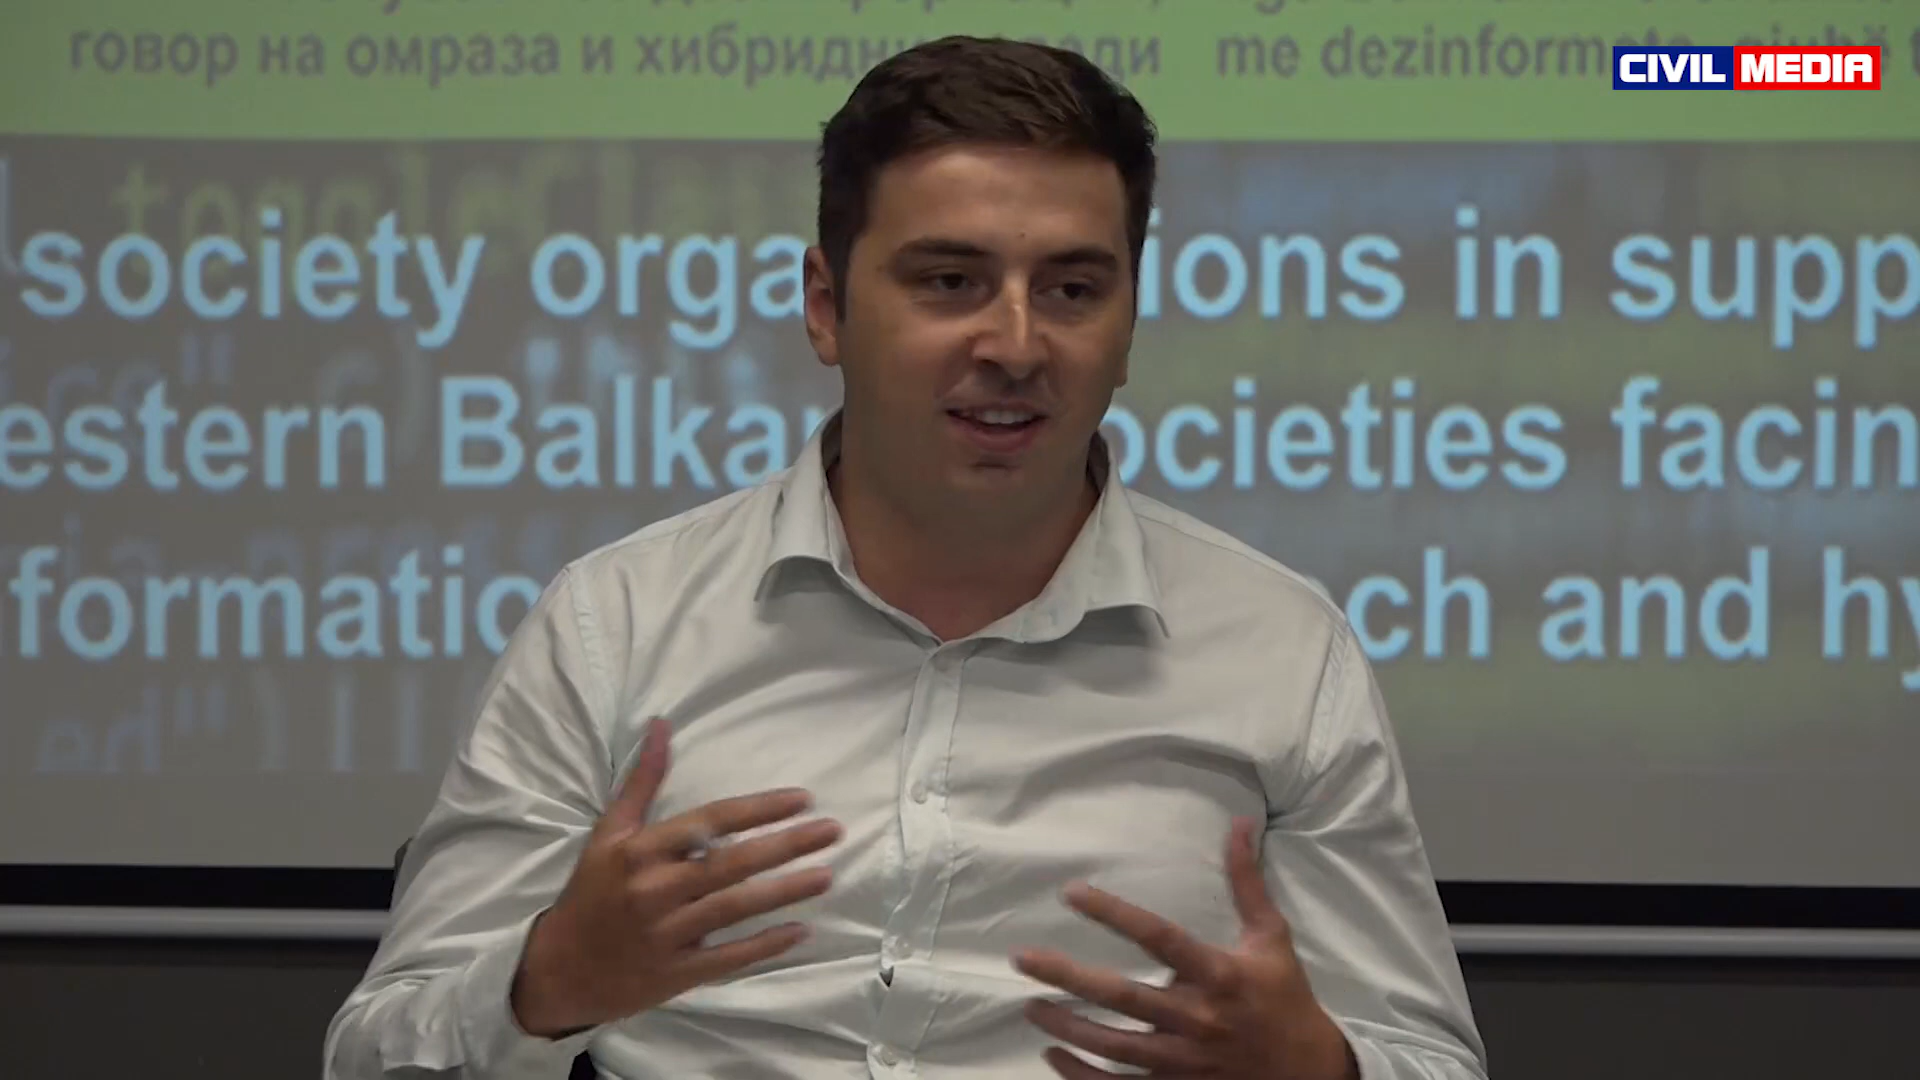 говор на омраза и хибридни
me dezinformata, gjuhë
CIVIL MEDIA
society orga ions in supp
estern Balka ocieties facin
formatio ch and hy